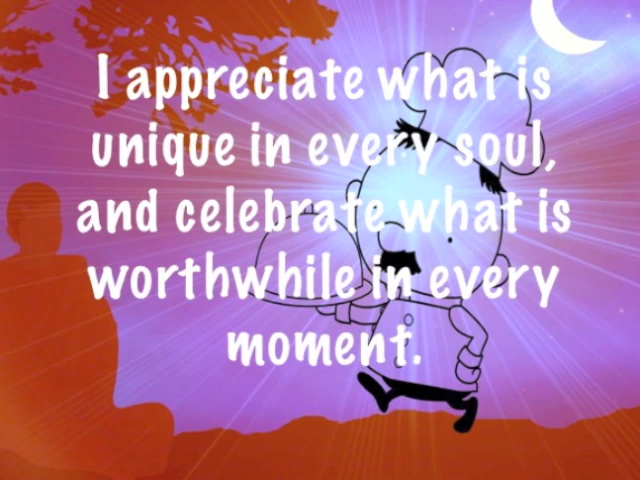 I appreciate what is
unique in every soul,
and celebrate what is
worthwhile in every
moment.